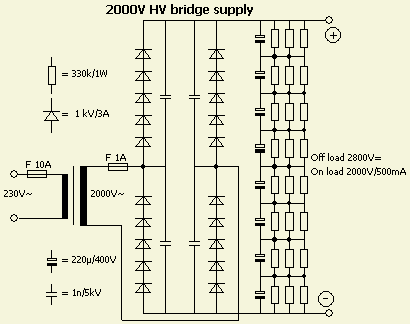 2000V HV bridge supply
+
= 330k/1W
= 1 kV/3A
F 10A
F 1A
230V~
2000V~
Off load 2800V=
On load 2000V/500mA
= 220µ/400V
= 1n/5kV
−